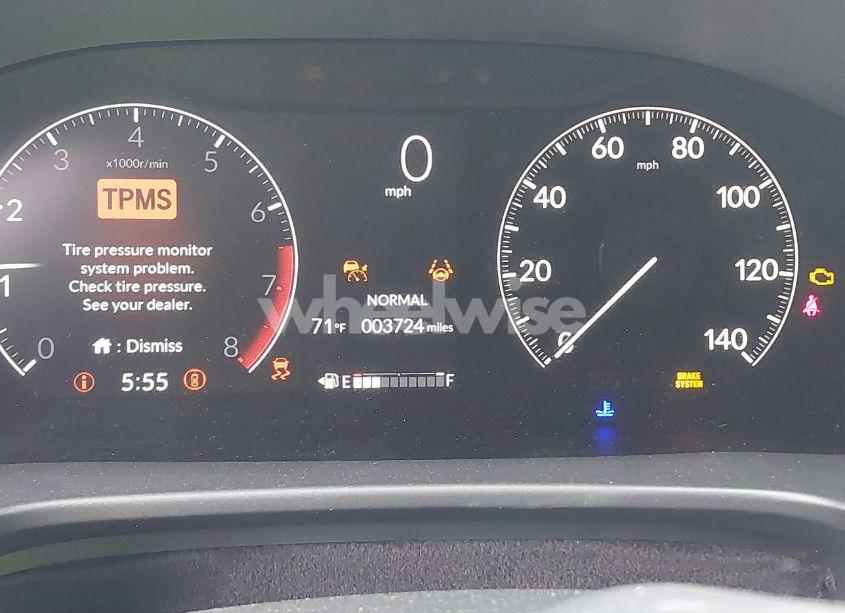 0
mph
4
3
5
x1000r/min
2
6
TPMS
Tire pressure monitor
system problem.
Check tire pressure.
See your dealer.
1
7
0
: Dismiss
8
5:55
NORMAL
71°F 003724 miles
E F
60
80
mph
40
100
20
120
0
140
BRAKE
SYSTEM
wheelwise